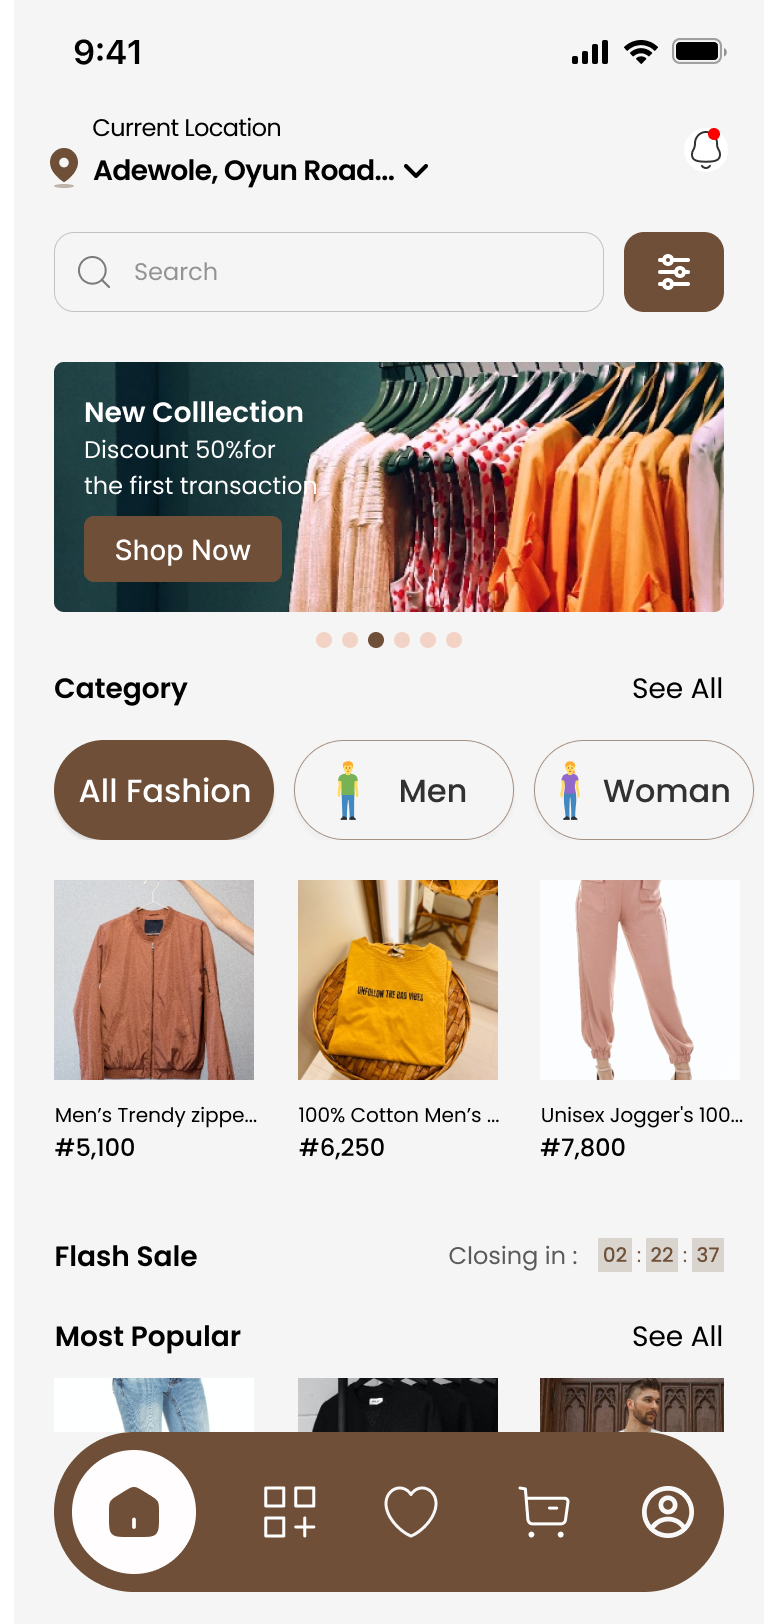 9:41
Current Location
Adewole, Oyun Road...
Search
New Colllection
Discount 50%for
the first transaction
Shop Now
Category
See All
All Fashion
Men
Woman
UNFOLLOW THE BAD VIBES
Men’s Trendy zippe...
100% Cotton Men’s ...
Unisex Jogger's 100...
#5,100
#6,250
#7,800
Flash Sale
Closing in :
02 : 22 : 37
Most Popular
See All